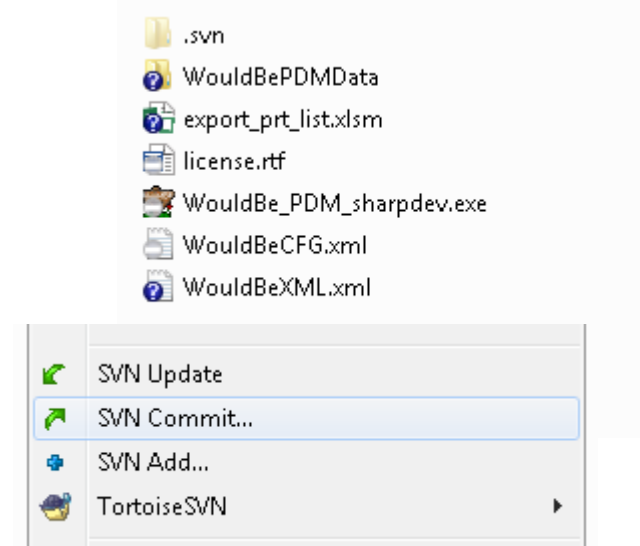 .svn
WouldBePDMData
export_prt_list.xlsm
license.rtf
WouldBe_PDM_sharpdev.exe
WouldBeCFG.xml
WouldBeXML.xml
SVN Update
SVN Commit...
SVN Add...
TortoiseSVN